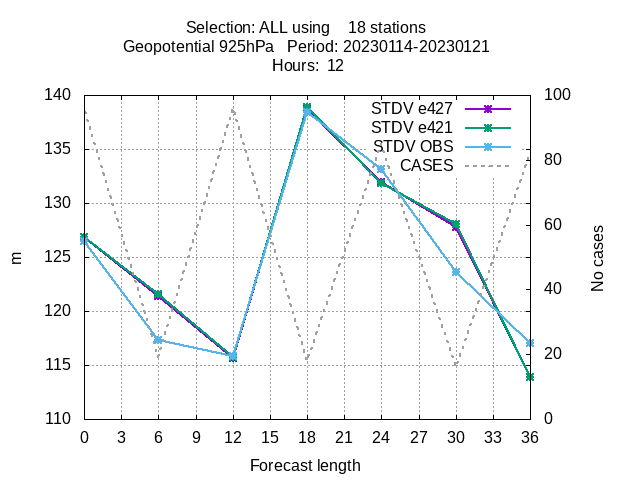 Selection: ALL using    18 stations
Geopotential 925hPa   Period: 20230114-20230121
Hours:  12
140
135
130
125
120
115
110
m
100
80
60
40
20
0
No cases
STDV e427
STDV e421
STDV OBS
CASES
0 3 6 9 12 15 18 21 24 27 30 33 36
Forecast length